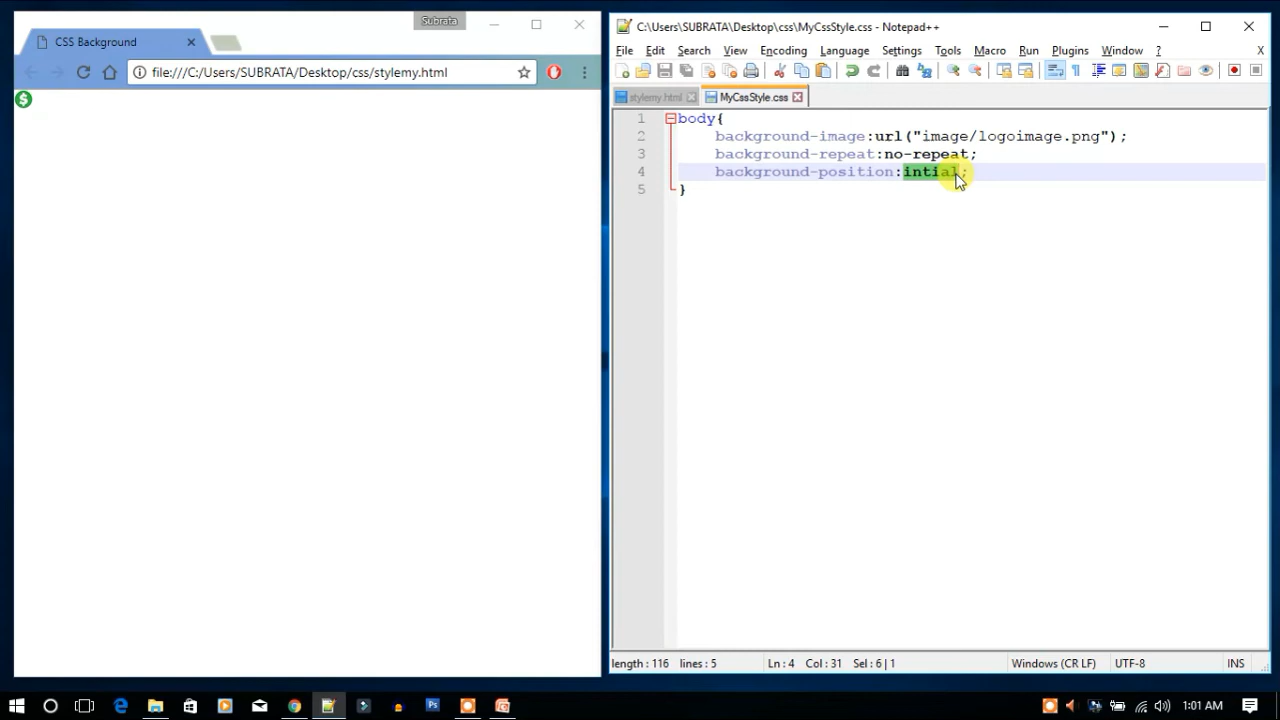 Subrata
CSS Background
file:///C:/Users/SUBRATA/Desktop/css/stylemy.html
$
C:\Users\SUBRATA\Desktop\css\MyCssStyle.css - Notepad++
File Edit Search View Encoding Language Settings Tools Macro Run Plugins Window ? X
stylemy.html MyCssStyle.css
1 body{
2 background-image:url("image/logoimage.png");
3 background-repeat:no-repeat;
4 background-position:intial;
5 }
length : 116 lines : 5 Ln : 4 Col : 31 Sel : 6 | 1 Windows (CR LF) UTF-8 INS
1:01 AM